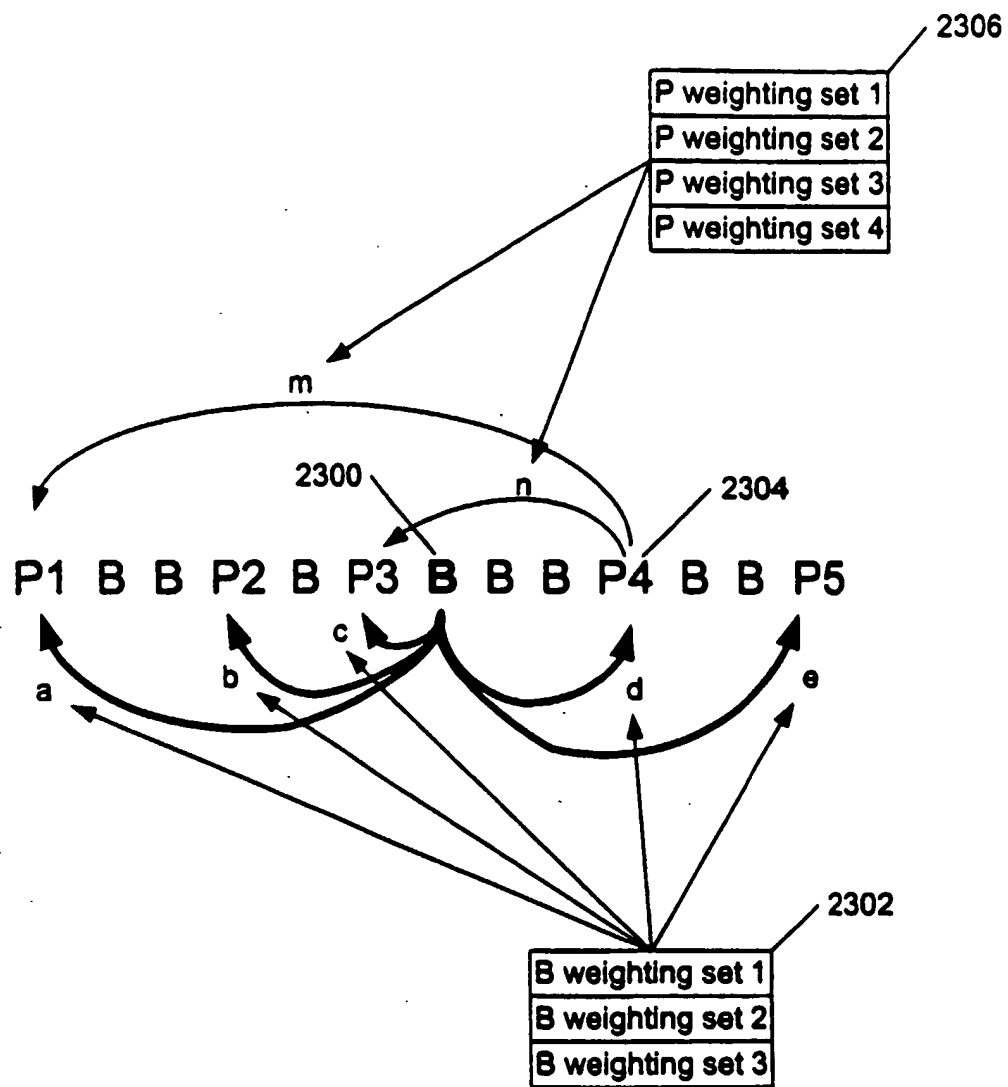 2306
P weighting set 1
P weighting set 2
P weighting set 3
P weighting set 4
m
2300
n
2304
P1 B B P2 B P3 B B B P4 B B P5
c
a
b
d
e
2302
B weighting set 1
B weighting set 2
B weighting set 3